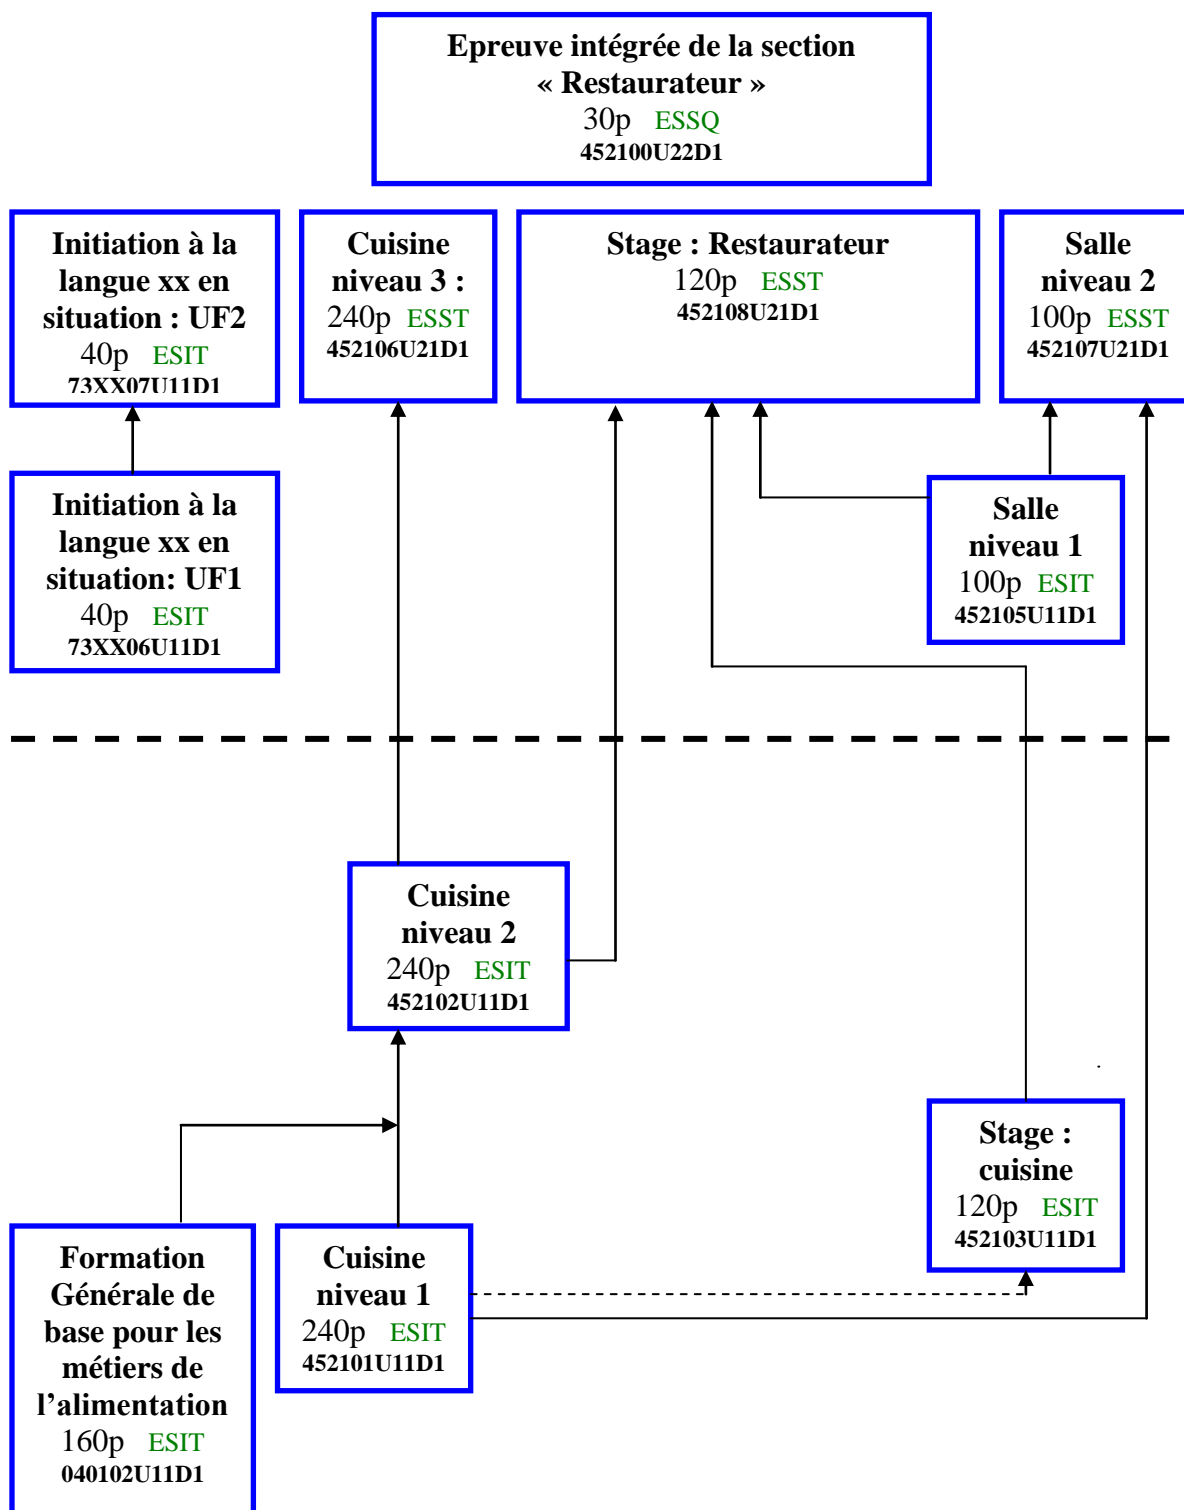 Epreuve intégrée de la section
« Restaurateur »
30p ESSQ
452100U22D1
Initiation à la
langue xx en
situation : UF2
40p ESIT
73XX07U11D1
Cuisine
niveau 3 :
240p ESST
452106U21D1
Stage : Restaurateur
120p ESST
452108U21D1
Salle
niveau 2
100p ESST
452107U21D1
Initiation à la
langue xx en
situation: UF1
40p ESIT
73XX06U11D1
Salle
niveau 1
100p ESIT
452105U11D1
Cuisine
niveau 2
240p ESIT
452102U11D1
Stage :
cuisine
120p ESIT
452103U11D1
Formation
Générale de
base pour les
métiers de
l’alimentation
160p ESIT
040102U11D1
Cuisine
niveau 1
240p ESIT
452101U11D1